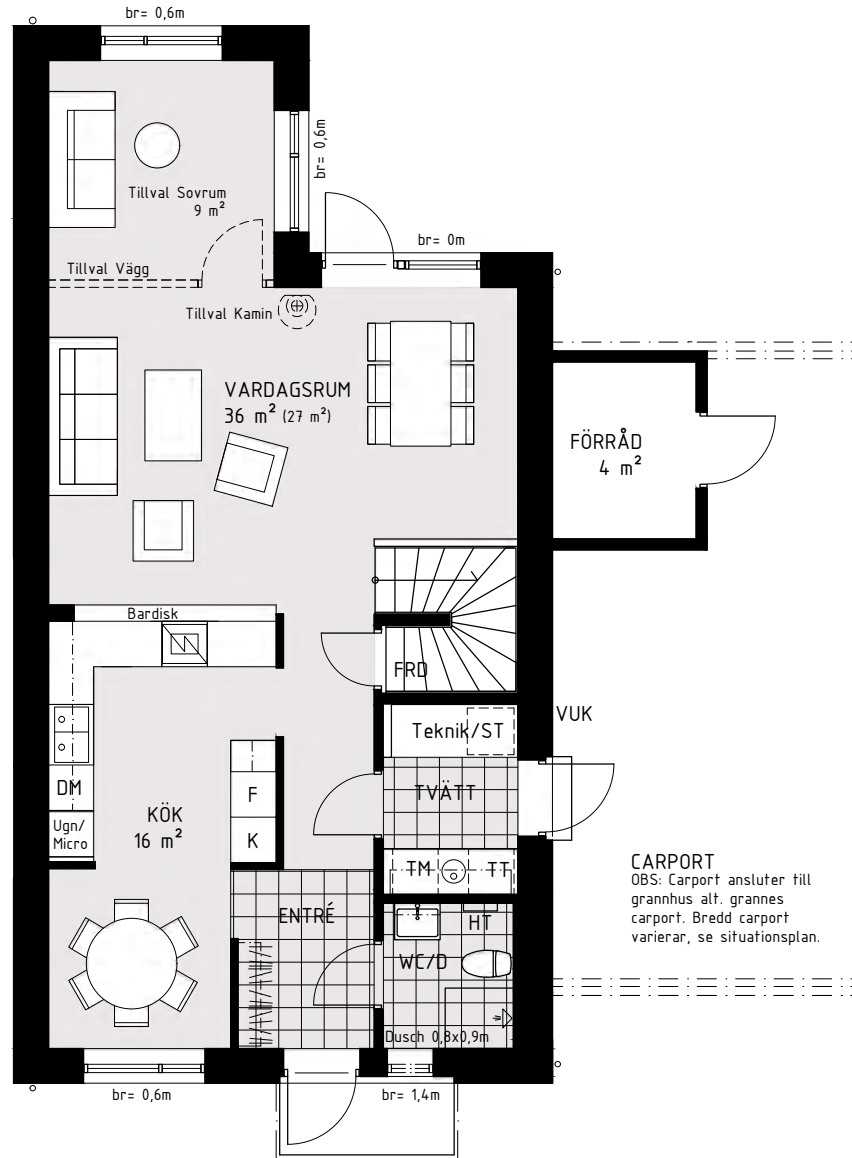 br= 0,6m
br= 0,6m
Tillval Sovrum
9 m²
br= 0m
Tillval Vägg
Tillval Kamin
VARDAGSRUM
36 m² (27 m²)
FÖRRÅD
4 m²
Bardisk
FRD
VUK
Teknik/ST
DM
F
TVÄTT
KÖK
16 m²
Ugn/
Micro
K
TM
TT
CARPORT
OBS: Carport ansluter till
grannhus alt. grannes
carport. Bredd carport
varierar, se situationsplan.
ENTRÉ
HT
WC/D
Dusch 0,8x0,9m
br= 0,6m
br= 1,4m